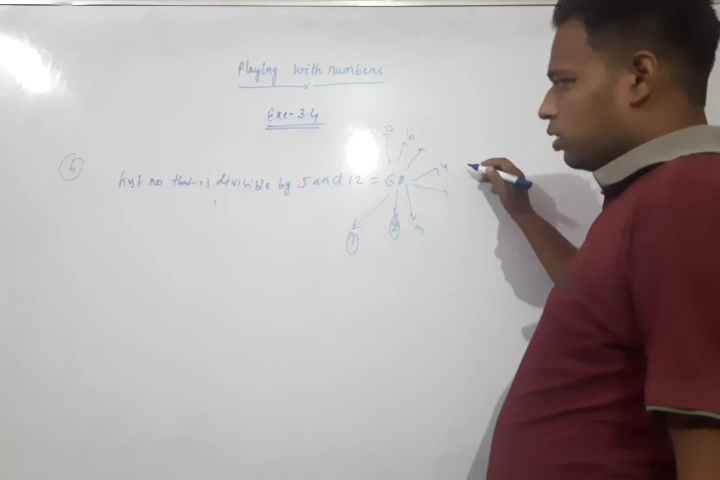 Playing with numbers
Exe-3.4
6
first no that is divisible by 5 and 12 = 60
1
2
3
4